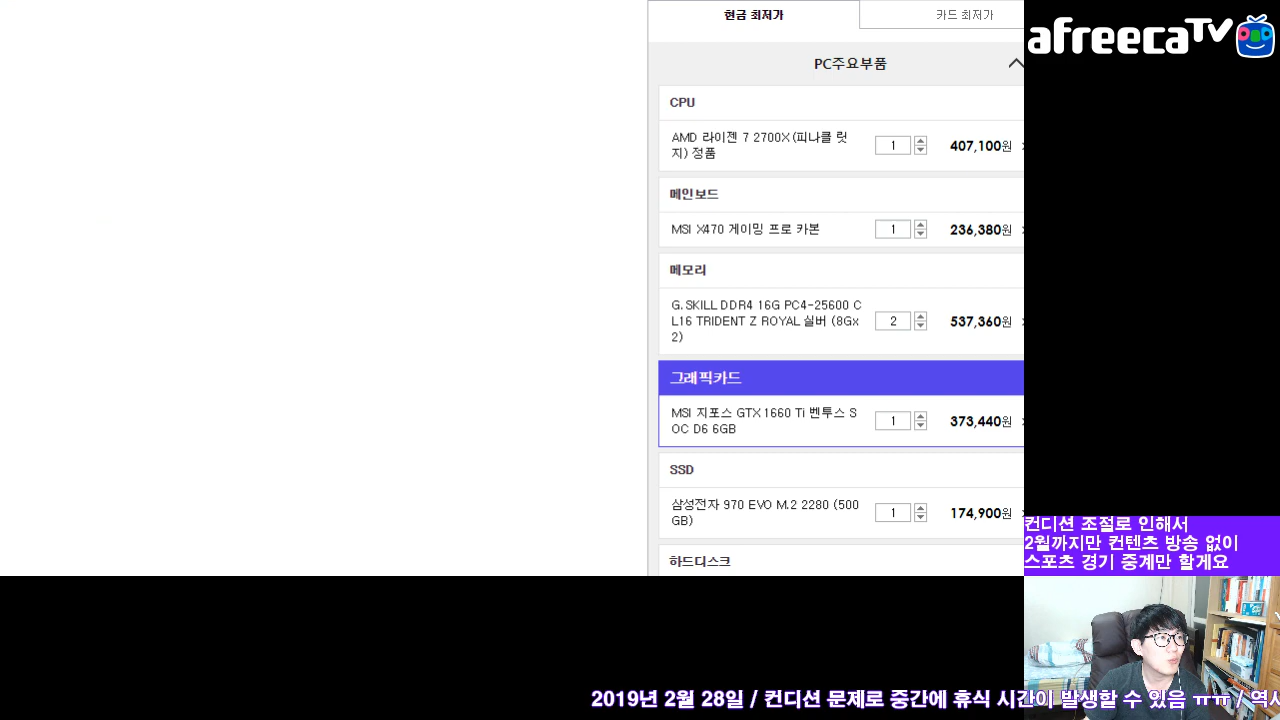 현금 최저가
카드 최저가
afreecaTV
PC주요부품
CPU
AMD 라이젠 7 2700X (피나클 릿
지) 정품
1
407,100원
메인보드
MSI X470 게이밍 프로 카본
1
236,380원
메모리
G.SKILL DDR4 16G PC4-25600 C
L16 TRIDENT Z ROYAL 실버 (8Gx
2)
2
537,360원
그래픽카드
MSI 지포스 GTX 1660 Ti 벤투스 S
OC D6 6GB
1
373,440원
SSD
삼성전자 970 EVO M.2 2280 (500
GB)
1
174,900원
하드디스크
컨디션 조절로 인해서
2월까지만 컨텐츠 방송 없이
스포츠 경기 중계만 할게요
2019년 2월 28일 / 컨디션 문제로 중간에 휴식 시간이 발생할 수 있음 ㅠㅠ / 역시